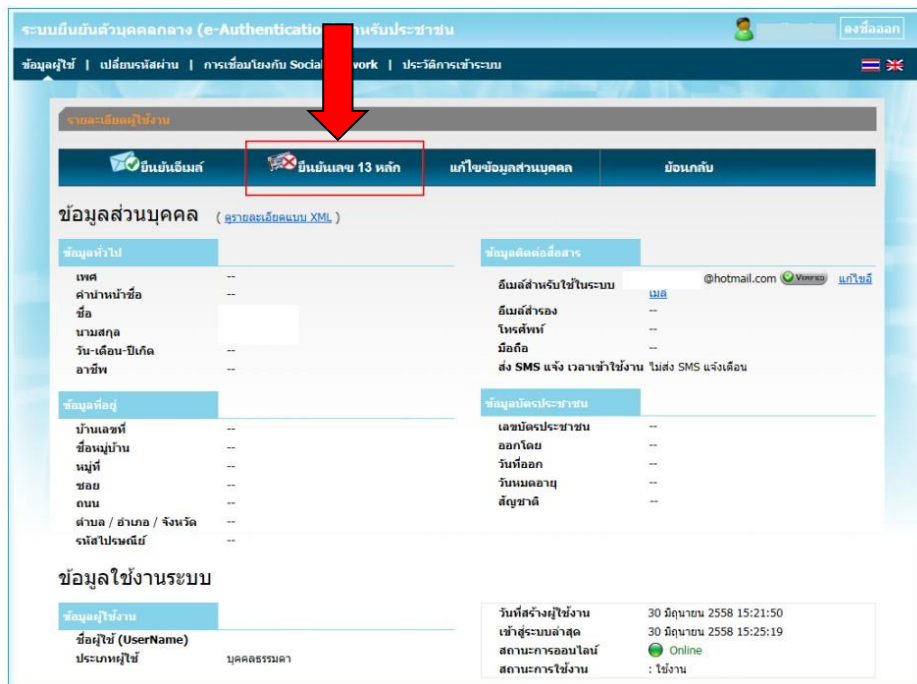 ระบบยืนยันตัวบุคคลกลาง (e-Authentication นรับประชาชน
ลงชื่อออก
ข้อมูลผู้ใช้ | เปลี่ยนรหัสผ่าน | การเชื่อมโยงกับ Social work | ประวัติการเข้าระบบ
รายละเอียดผู้ใช้งาน
ยืนยันอีเมล์ ยืนยันเลข 13 หลัก แก้ไขข้อมูลส่วนบุคคล ย้อนกลับ
ข้อมูลส่วนบุคคล ( ดูรายละเอียดแบบ XML )
ข้อมูลทั่วไป
เพศ --
คำนำหน้าชื่อ --
ชื่อ
นามสกุล
วัน-เดือน-ปีเกิด --
อาชีพ --
ข้อมูลติดต่อสื่อสาร
อีเมล์สำหรับใช้ในระบบ @hotmail.com VERIFIED แก้ไขอี
เมล์
อีเมล์สำรอง --
โทรศัพท์ --
มือถือ --
ส่ง SMS แจ้ง เวลาเข้าใช้งาน ไม่ส่ง SMS แจ้งเตือน
ข้อมูลที่อยู่
บ้านเลขที่ --
ชื่อหมู่บ้าน --
หมู่ที่ --
ซอย --
ถนน --
ตำบล / อำเภอ / จังหวัด --
รหัสไปรษณีย์ --
ข้อมูลบัตรประชาชน
เลขบัตรประชาชน --
ออกโดย --
วันที่ออก --
วันหมดอายุ --
สัญชาติ --
ข้อมูลใช้งานระบบ
ข้อมูลผู้ใช้งาน
ชื่อผู้ใช้ (UserName)
ประเภทผู้ใช้ บุคคลธรรมดา
วันที่สร้างผู้ใช้งาน 30 มิถุนายน 2558 15:21:50
เข้าสู่ระบบล่าสุด 30 มิถุนายน 2558 15:25:19
สถานะการออนไลน์ Online
สถานะการใช้งาน : ใช้งาน